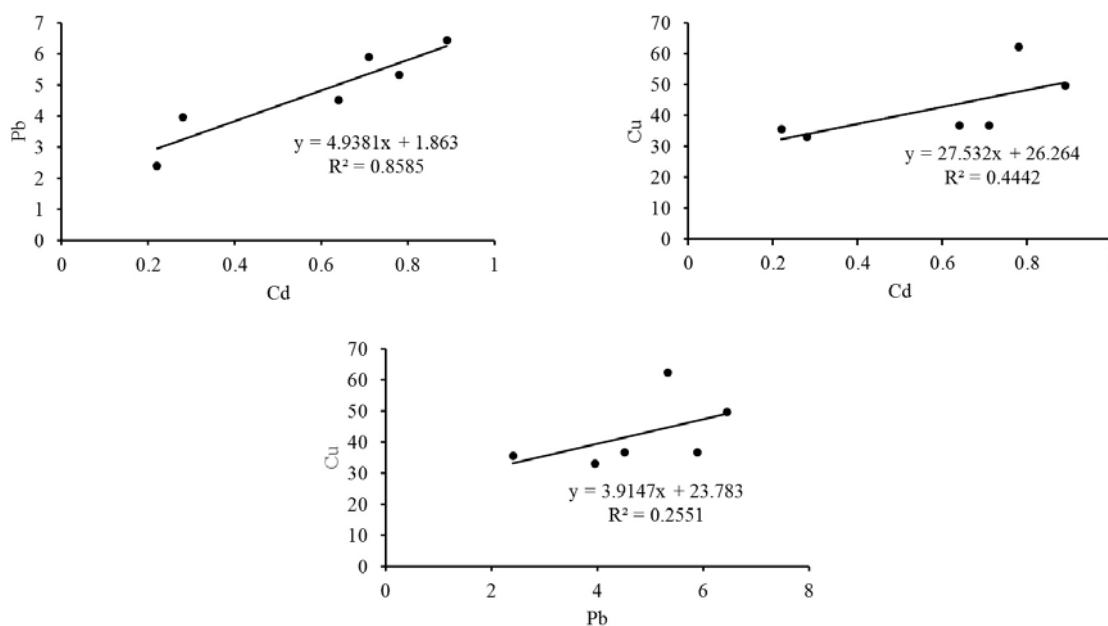 7
6
5
4
3
2
1
0
Pb
y = 4.9381x + 1.863
R² = 0.8585
0 0.2 0.4 0.6 0.8 1
Cd
70
60
50
40
30
20
10
0
Cu
y = 27.532x + 26.264
R² = 0.4442
0 0.2 0.4 0.6 0.8
Cd
70
60
50
40
30
20
10
0
Cu
y = 3.9147x + 23.783
R² = 0.2551
0 2 4 6 8
Pb